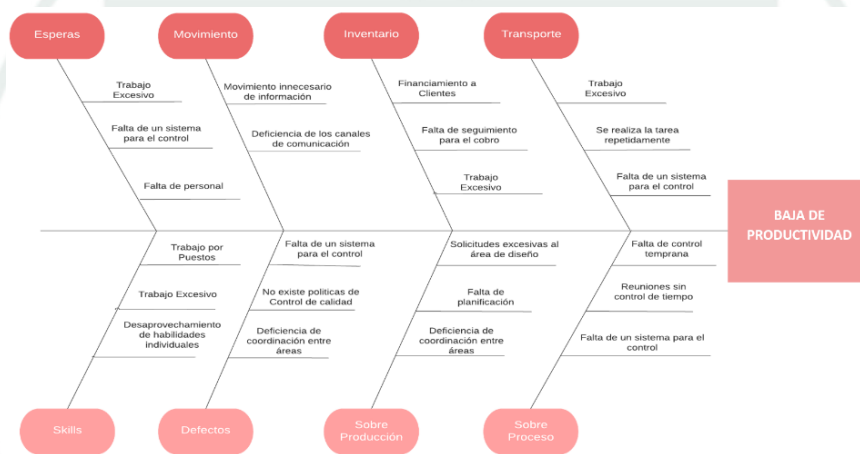 Esperas
Movimiento
Inventario
Transporte
Trabajo
Excesivo
Falta de un sistema
para el control
Falta de personal
Movimiento innecesario
de información
Deficiencia de los canales
de comunicación
Financiamiento a
Clientes
Falta de seguimiento
para el cobro
Trabajo
Excesivo
Trabajo
Excesivo
Se realiza la tarea
repetidamente
Falta de un sistema
para el control
BAJA DE
PRODUCTIVIDAD
Trabajo por
Puestos
Trabajo Excesivo
Desaprovechamiento
de habilidades
individuales
Falta de un sistema
para el control
No existe politicas de
Control de calidad
Deficiencia de
coordinación entre
áreas
Solicitudes excesivas al
área de diseño
Falta de
planificación
Deficiencia de
coordinación entre
áreas
Falta de control
temprana
Reuniones sin
control de tiempo
Falta de un sistema para el
control
Skills
Defectos
Sobre
Producción
Sobre
Proceso